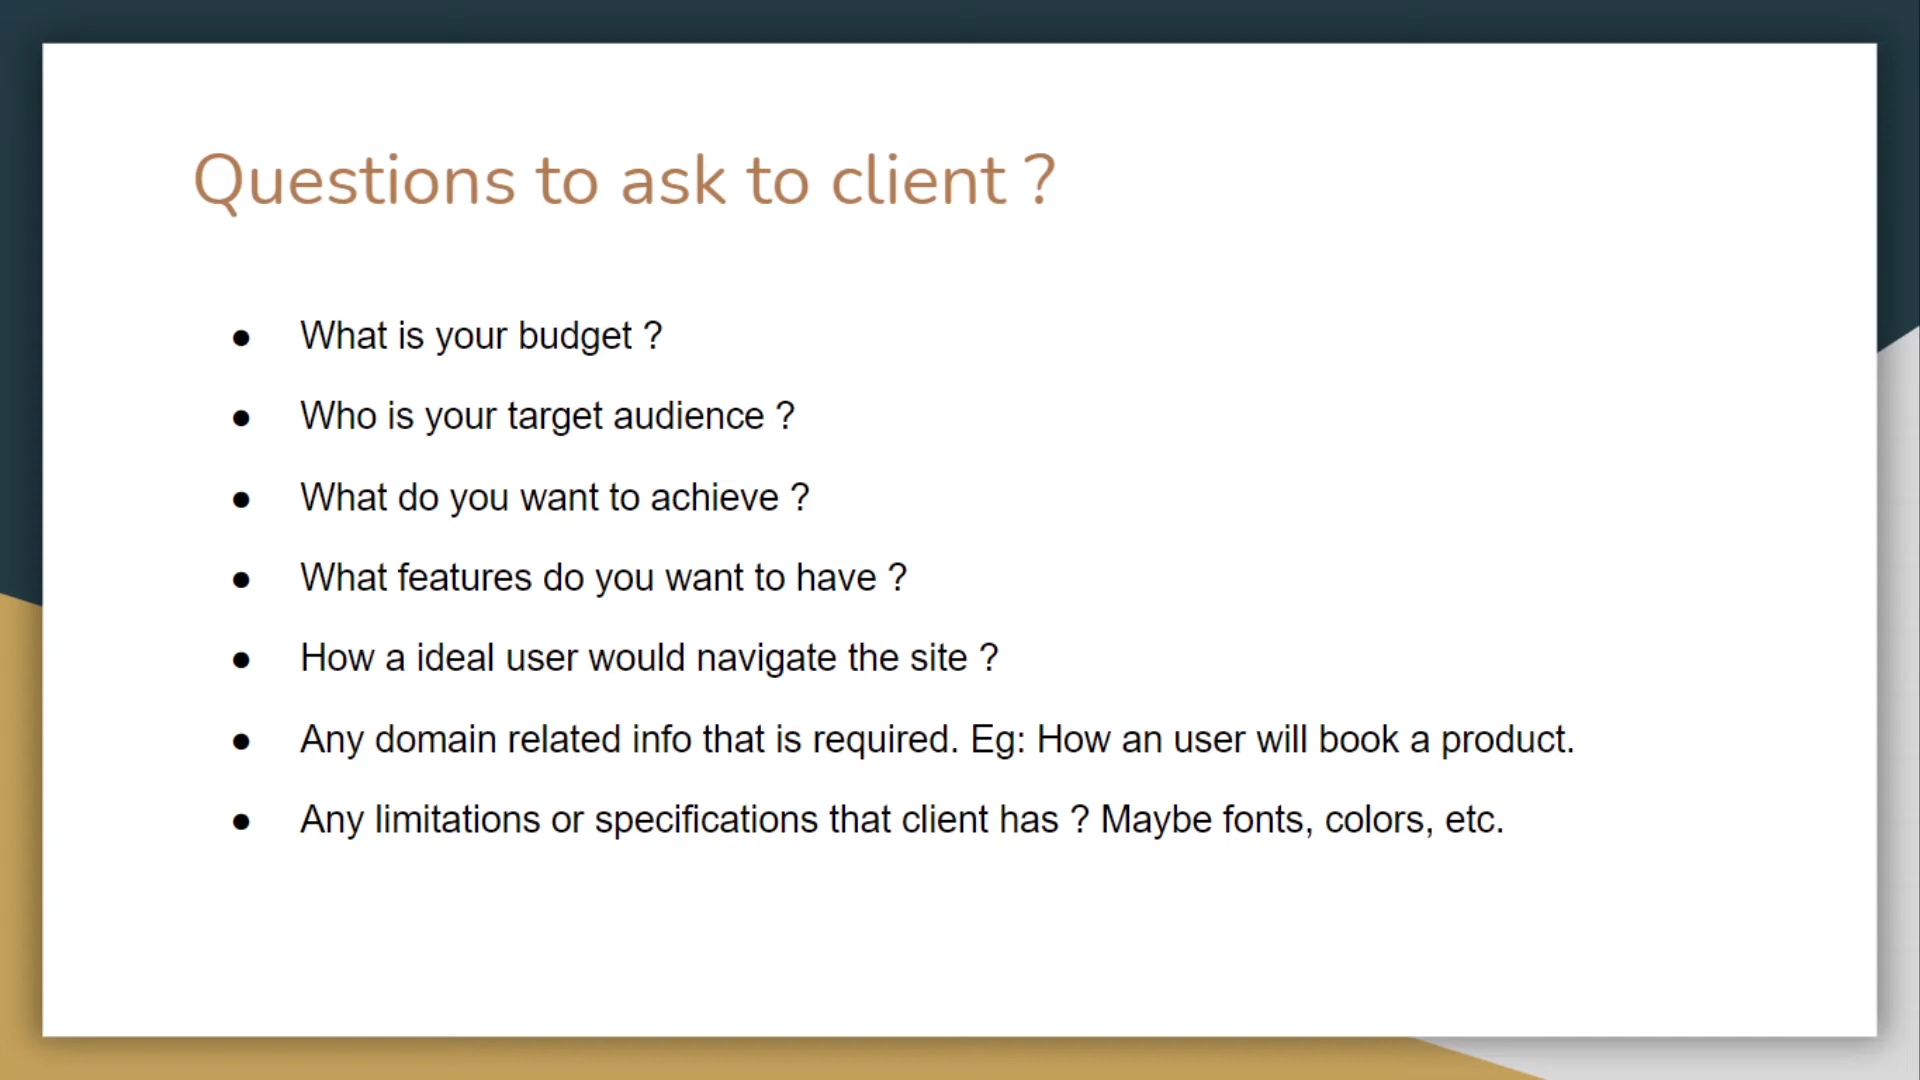 Questions to ask to client ?
● What is your budget ?
● Who is your target audience ?
● What do you want to achieve ?
● What features do you want to have ?
● How a ideal user would navigate the site ?
● Any domain related info that is required. Eg: How an user will book a product.
● Any limitations or specifications that client has ? Maybe fonts, colors, etc.